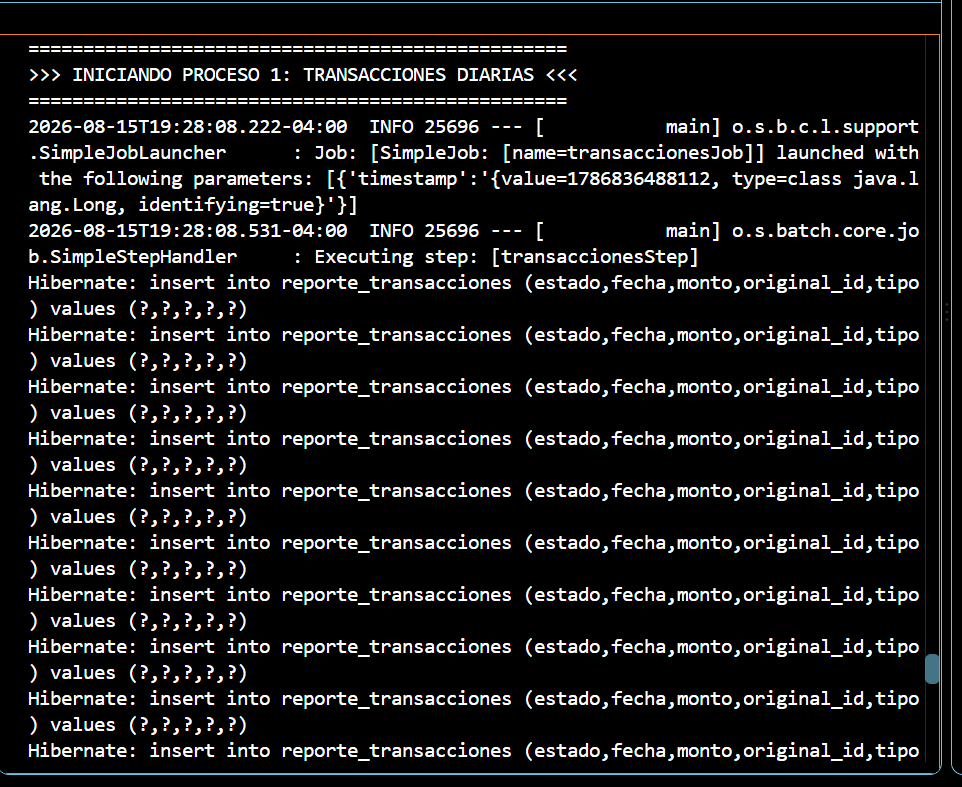 =================================================
>>> INICIANDO PROCESO 1: TRANSACCIONES DIARIAS <<<
=================================================
2026-08-15T19:28:08.222-04:00  INFO 25696 --- [           main] o.s.b.c.l.support
.SimpleJobLauncher      : Job: [SimpleJob: [name=transaccionesJob]] launched with
 the following parameters: [{'timestamp':'{value=1786836488112, type=class java.l
ang.Long, identifying=true}'}]
2026-08-15T19:28:08.531-04:00  INFO 25696 --- [           main] o.s.batch.core.jo
b.SimpleStepHandler     : Executing step: [transaccionesStep]
Hibernate: insert into reporte_transacciones (estado,fecha,monto,original_id,tipo
) values (?,?,?,?,?)
Hibernate: insert into reporte_transacciones (estado,fecha,monto,original_id,tipo
) values (?,?,?,?,?)
Hibernate: insert into reporte_transacciones (estado,fecha,monto,original_id,tipo
) values (?,?,?,?,?)
Hibernate: insert into reporte_transacciones (estado,fecha,monto,original_id,tipo
) values (?,?,?,?,?)
Hibernate: insert into reporte_transacciones (estado,fecha,monto,original_id,tipo
) values (?,?,?,?,?)
Hibernate: insert into reporte_transacciones (estado,fecha,monto,original_id,tipo
) values (?,?,?,?,?)
Hibernate: insert into reporte_transacciones (estado,fecha,monto,original_id,tipo
) values (?,?,?,?,?)
Hibernate: insert into reporte_transacciones (estado,fecha,monto,original_id,tipo
) values (?,?,?,?,?)
Hibernate: insert into reporte_transacciones (estado,fecha,monto,original_id,tipo
) values (?,?,?,?,?)
Hibernate: insert into reporte_transacciones (estado,fecha,monto,original_id,tipo